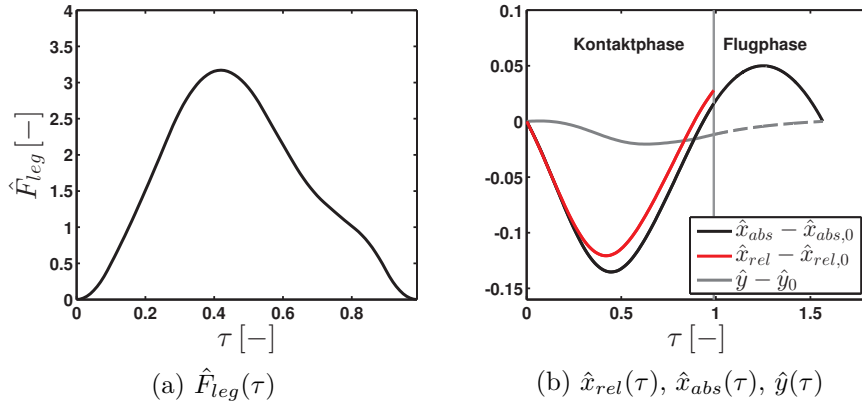 4
3.5
3
2.5
2
1.5
1
0.5
0
F̂_leg [−]
0 0.2 0.4 0.6 0.8
τ [−]
(a) F̂_leg(τ)
0.1
0.05
0
-0.05
-0.1
-0.15
Kontaktphase Flugphase
x̂_abs − x̂_abs,0
x̂_rel − x̂_rel,0
ŷ − ŷ_0
0 0.5 1 1.5
τ [−]
(b) x̂_rel(τ), x̂_abs(τ), ŷ(τ)